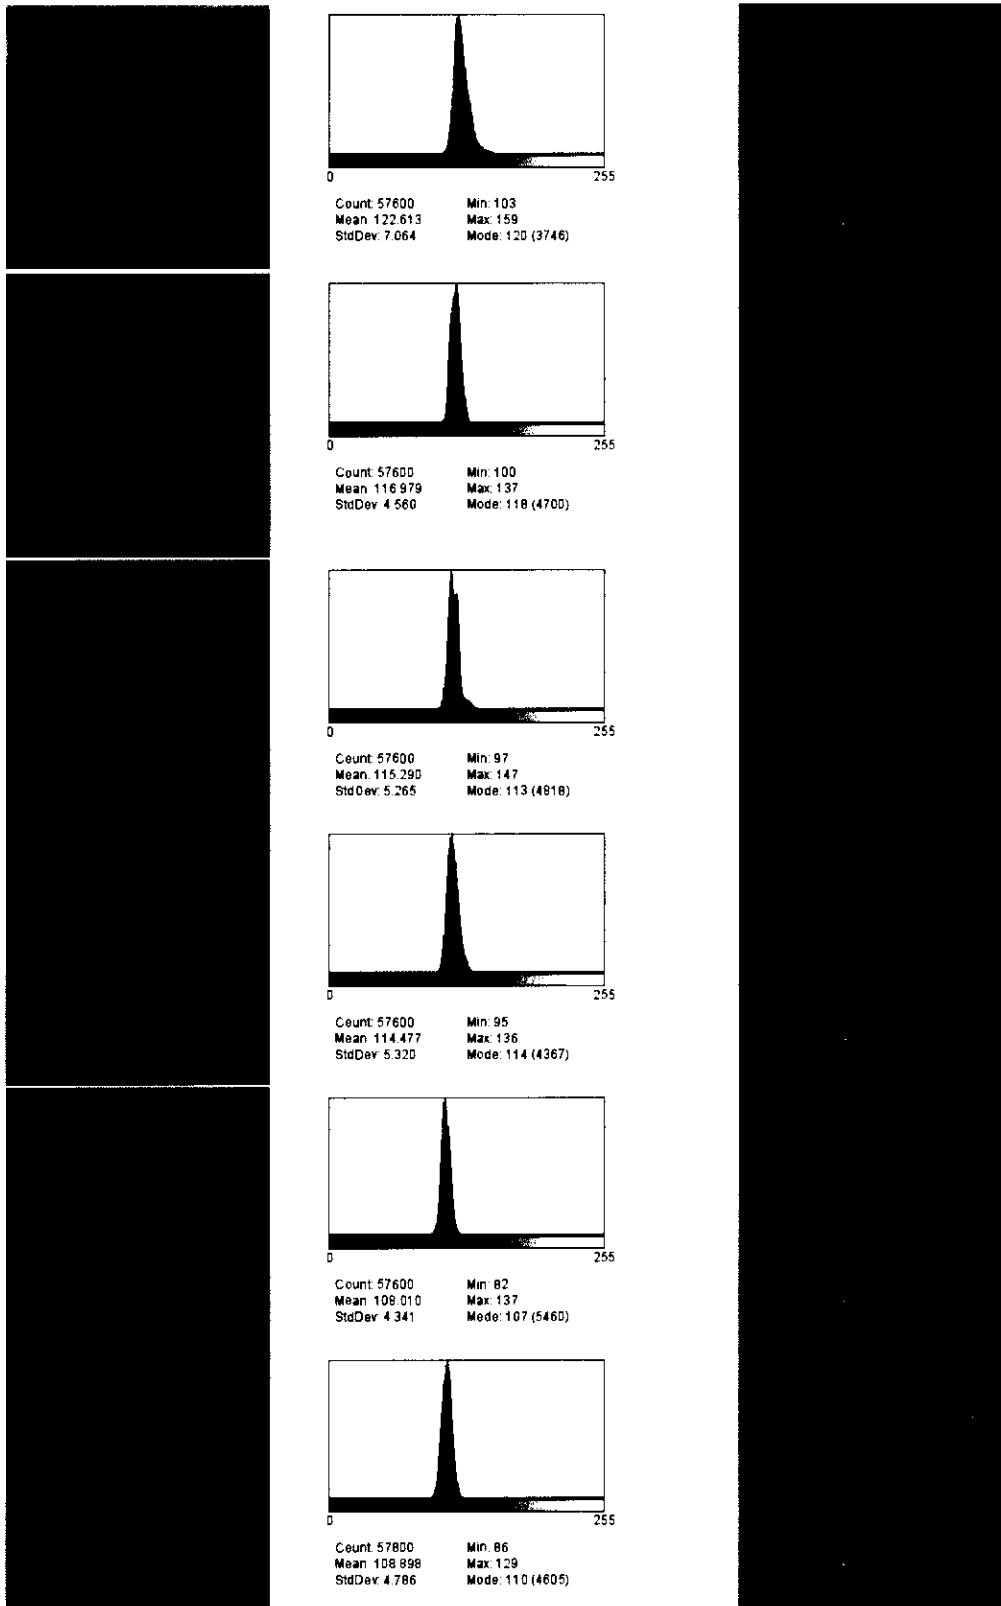 0 255
Count: 57600 Min: 103
Mean: 122.613 Max: 159
StdDev: 7.064 Mode: 120 (3746)
0 255
Count: 57600 Min: 100
Mean: 116.979 Max: 137
StdDev: 4.560 Mode: 118 (4700)
0 255
Count: 57600 Min: 97
Mean: 115.290 Max: 147
StdDev: 5.265 Mode: 113 (4818)
0 255
Count: 57600 Min: 95
Mean: 114.477 Max: 136
StdDev: 5.320 Mode: 114 (4367)
0 255
Count: 57600 Min: 82
Mean: 108.010 Max: 137
StdDev: 4.341 Mode: 107 (5460)
0 255
Count: 57600 Min: 86
Mean: 108.898 Max: 129
StdDev: 4.786 Mode: 110 (4605)